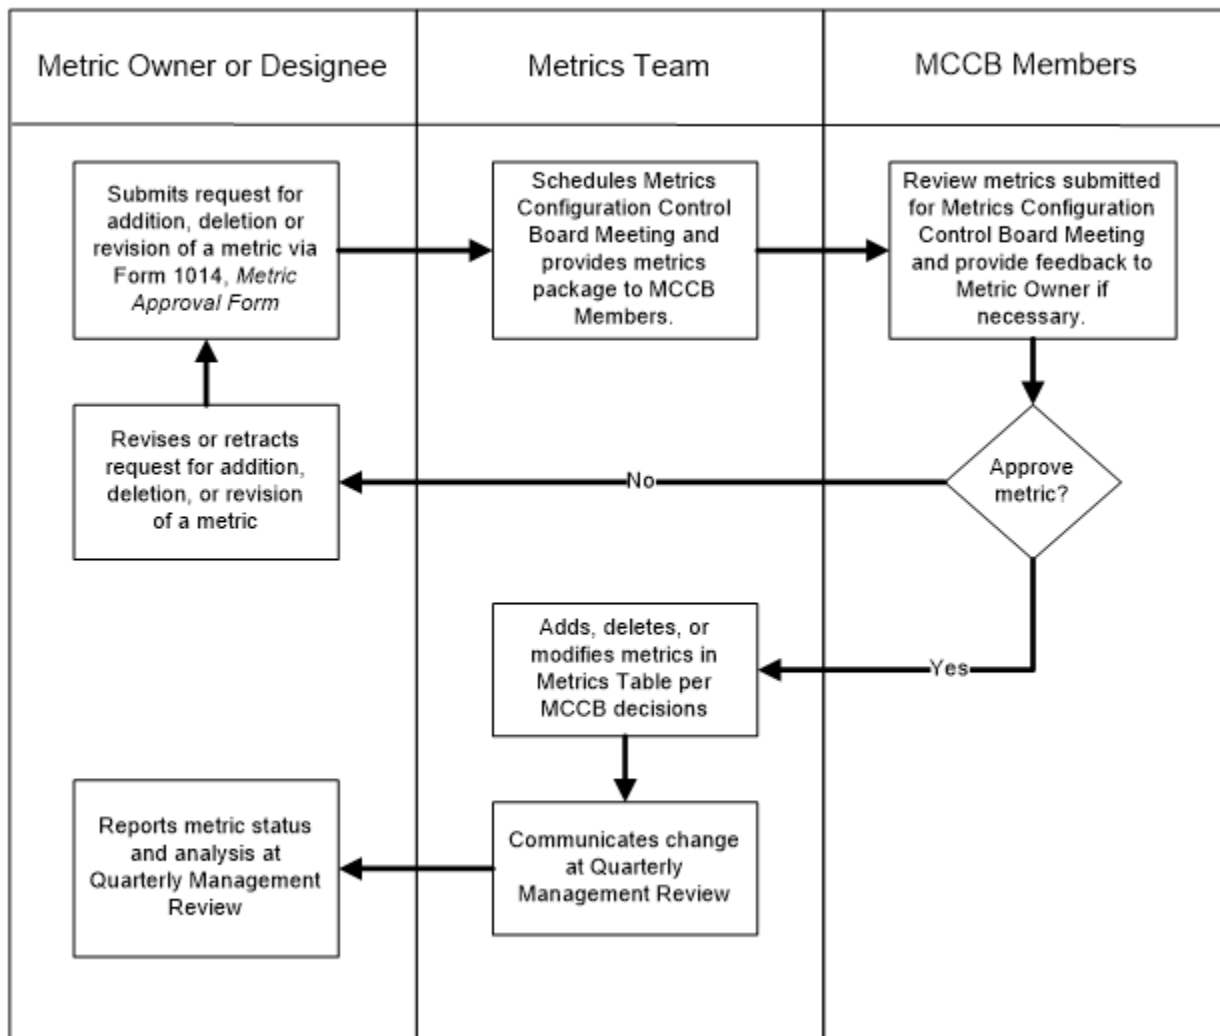 Metric Owner or Designee
Metrics Team
MCCB Members
Submits request for
addition, deletion or
revision of a metric via
Form 1014, Metric
Approval Form
Schedules Metrics
Configuration Control
Board Meeting and
provides metrics
package to MCCB
Members.
Review metrics submitted
for Metrics Configuration
Control Board Meeting
and provide feedback to
Metric Owner if
necessary.
Revises or retracts
request for addition,
deletion, or revision
of a metric
No
Approve
metric?
Adds, deletes, or
modifies metrics in
Metrics Table per
MCCB decisions
Yes
Reports metric status
and analysis at
Quarterly Management
Review
Communicates change
at Quarterly
Management Review